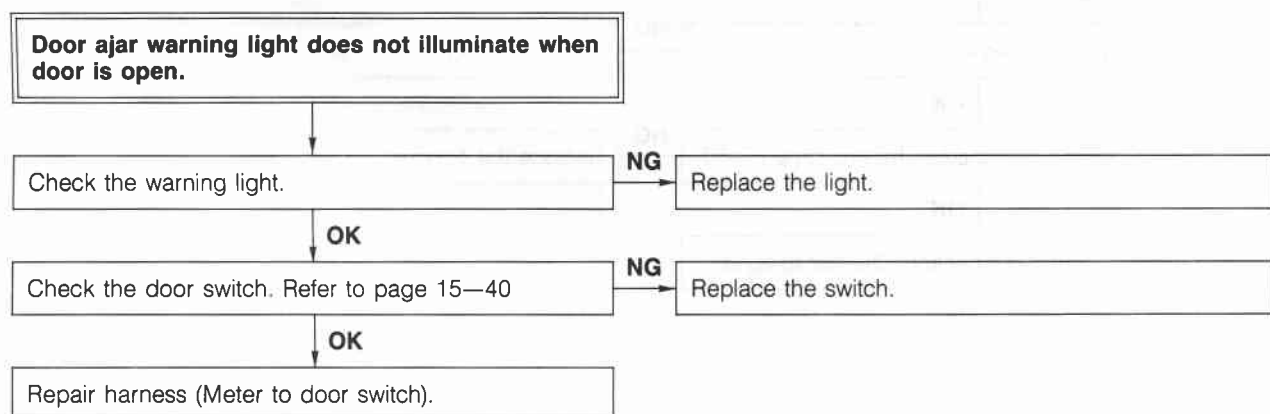 Door ajar warning light does not illuminate when
door is open.
Check the warning light.
NG
Replace the light.
OK
Check the door switch. Refer to page 15—40
NG
Replace the switch.
OK
Repair harness (Meter to door switch).